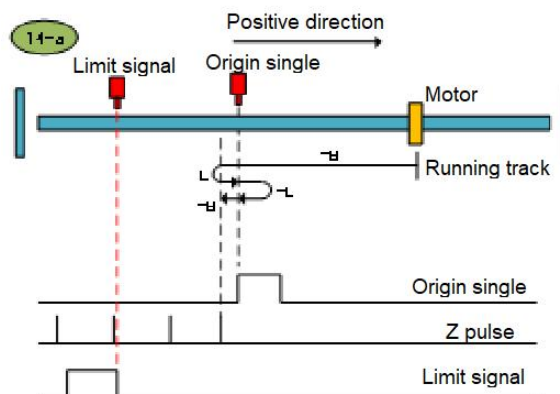 14-a
Positive direction
Limit signal
Origin single
Motor
Running track
Origin single
Z pulse
Limit signal